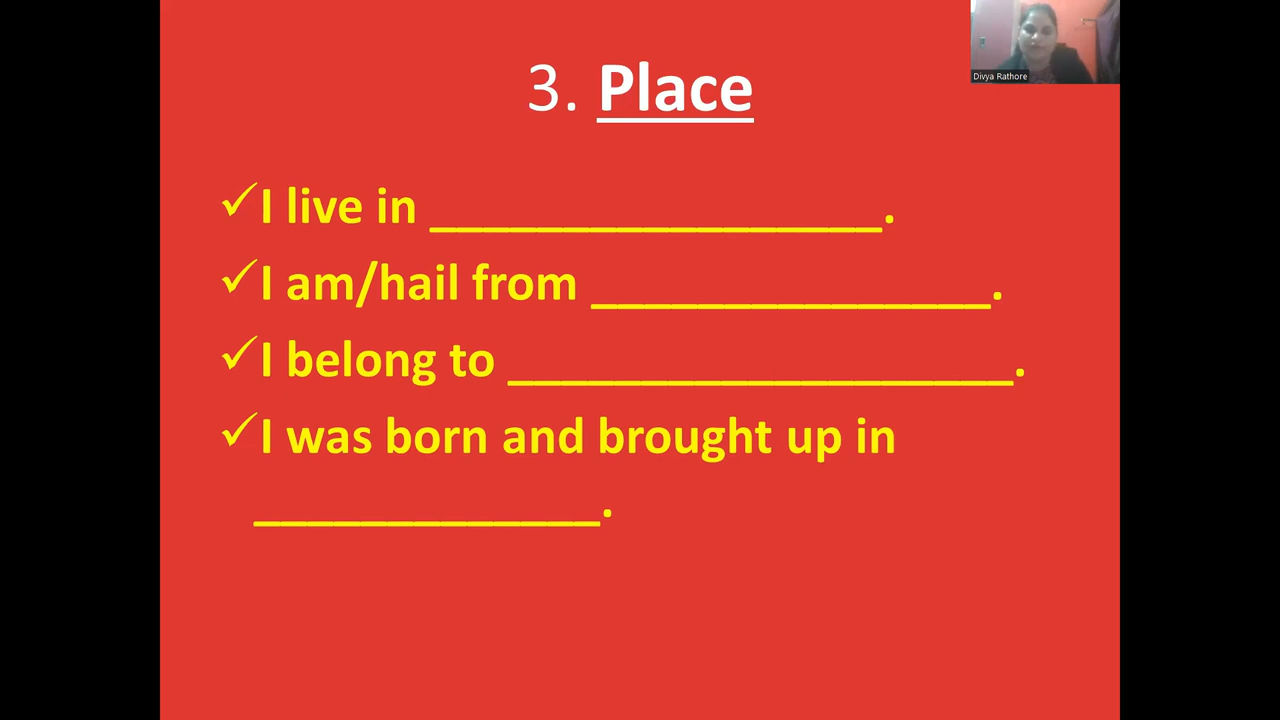 3. Place
Divya Rathore
✓I live in _________________.
✓I am/hail from _______________.
✓I belong to ___________________.
✓I was born and brought up in
_____________.